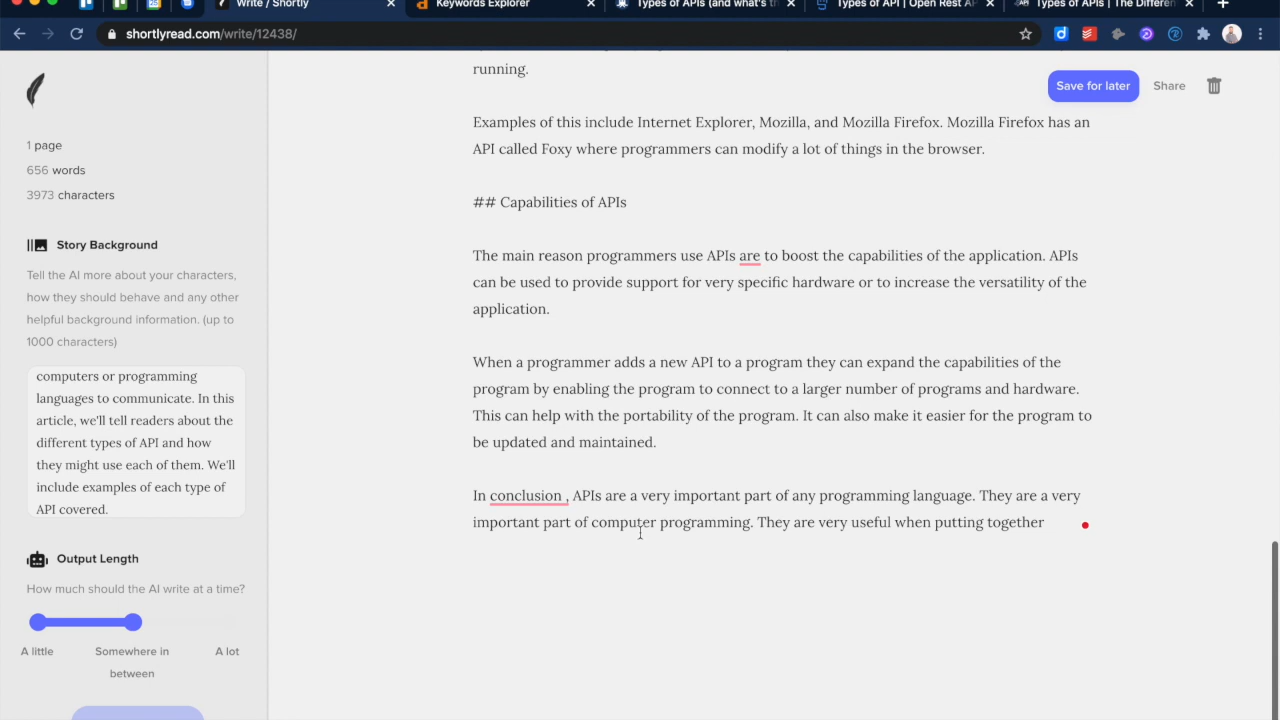 Write / Shortly
Keywords Explorer
Types of APIs (and what's th
Types of API | Open Rest AP
Types of APIs | The Differen
shortlyread.com/write/12438/
running.
Save for later
Share
1 page
656 words
3973 characters
Examples of this include Internet Explorer, Mozilla, and Mozilla Firefox. Mozilla Firefox has an
API called Foxy where programmers can modify a lot of things in the browser.
## Capabilities of APIs
Story Background
Tell the AI more about your characters,
how they should behave and any other
helpful background information. (up to
1000 characters)
computers or programming
languages to communicate. In this
article, we'll tell readers about the
different types of API and how
they might use each of them. We'll
include examples of each type of
API covered.
The main reason programmers use APIs are to boost the capabilities of the application. APIs
can be used to provide support for very specific hardware or to increase the versatility of the
application.
When a programmer adds a new API to a program they can expand the capabilities of the
program by enabling the program to connect to a larger number of programs and hardware.
This can help with the portability of the program. It can also make it easier for the program to
be updated and maintained.
In conclusion , APIs are a very important part of any programming language. They are a very
important part of computer programming. They are very useful when putting together
Output Length
How much should the AI write at a time?
A little
Somewhere in
between
A lot